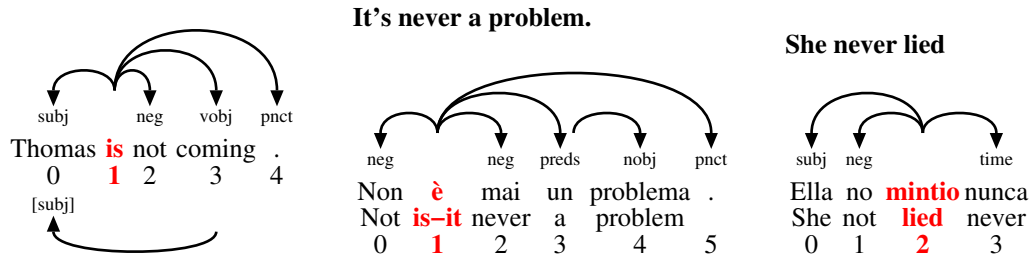 subj neg vobj pnct
Thomas is not coming .
0 1 2 3 4
[subj]
It's never a problem.
neg neg preds nobj pnct
Non è mai un problema .
Not is–it never a problem
0 1 2 3 4 5
She never lied
subj neg time
Ella no mintio nunca
She not lied never
0 1 2 3